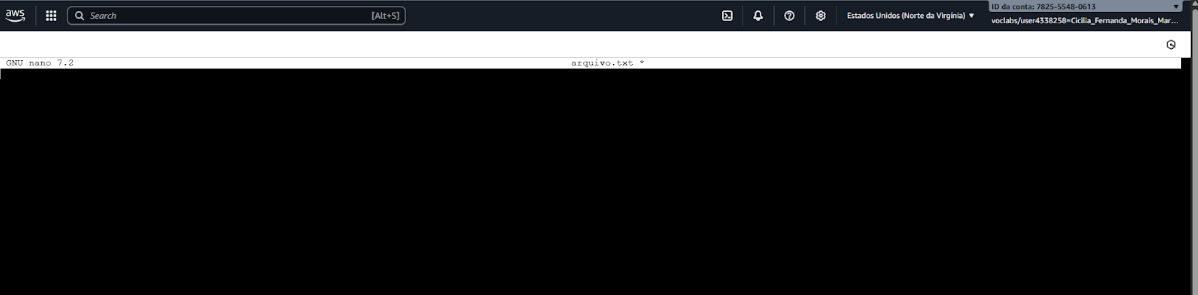 aws
Search [Alt+S]
Estados Unidos (Norte da Virgínia)
ID da conta: 7825-5548-0613
voclabs/user4338258=Cicília_Fernanda_Morais_Mar...
GNU nano 7.2 arquivo.txt *